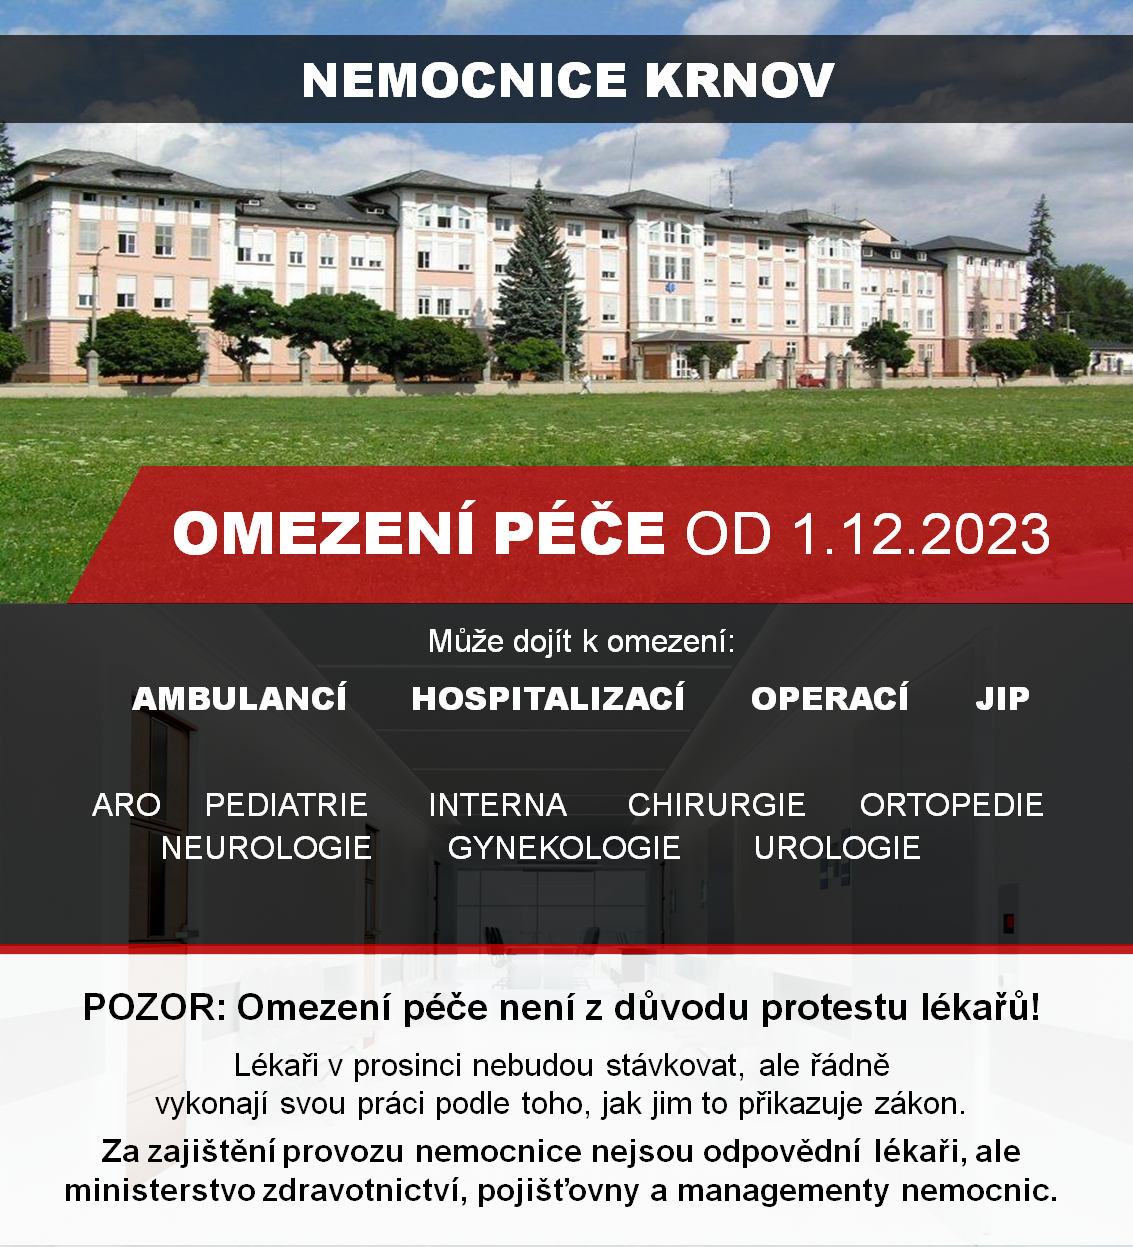 NEMOCNICE KRNOV
OMEZENÍ PÉČE OD 1.12.2023
Může dojít k omezení:
AMBULANCÍ HOSPITALIZACÍ OPERACÍ JIP
ARO PEDIATRIE INTERNA CHIRURGIE ORTOPEDIE
NEUROLOGIE GYNEKOLOGIE UROLOGIE
POZOR: Omezení péče není z důvodu protestu lékařů!
Lékaři v prosinci nebudou stávkovat, ale řádně
vykonají svou práci podle toho, jak jim to přikazuje zákon.
Za zajištění provozu nemocnice nejsou odpovědní lékaři, ale
ministerstvo zdravotnictví, pojišťovny a managementy nemocnic.